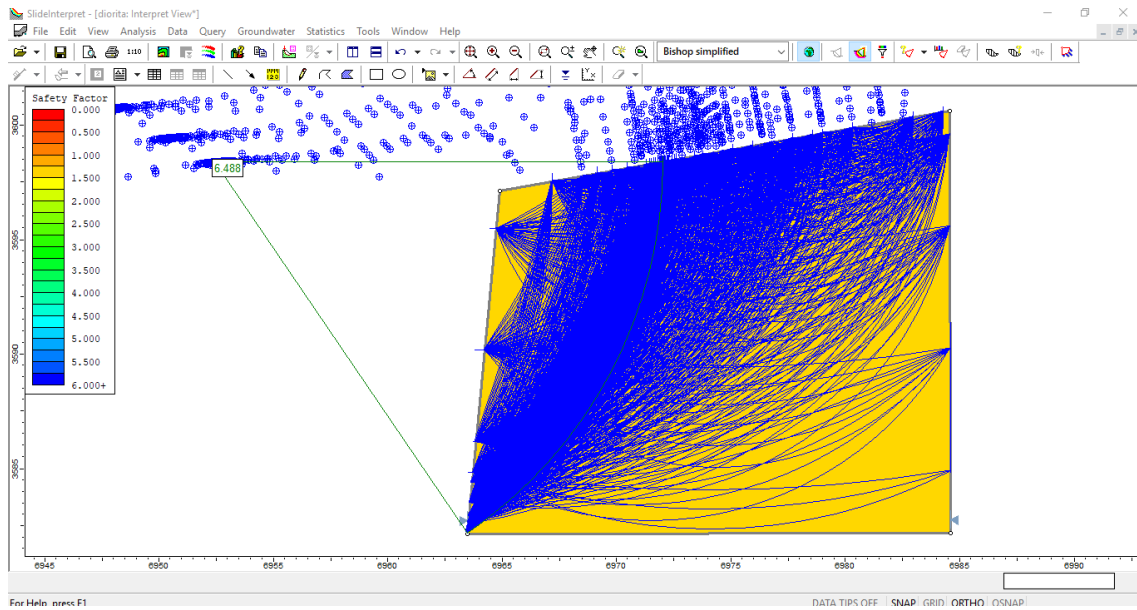 SlideInterpret - [diorita: Interpret View*]
File Edit View Analysis Data Query Groundwater Statistics Tools Window Help
1:10 Bishop simplified
Safety Factor
0.000
0.500
1.000
1.500
2.000
2.500
3.000
3.500
4.000
4.500
5.000
5.500
6.000+
3600
3595
3590
3585
6.488
6945 6950 6955 6960 6965 6970 6975 6980 6985 6990
For Help, press F1
DATA TIPS OFF SNAP GRID ORTHO OSNAP